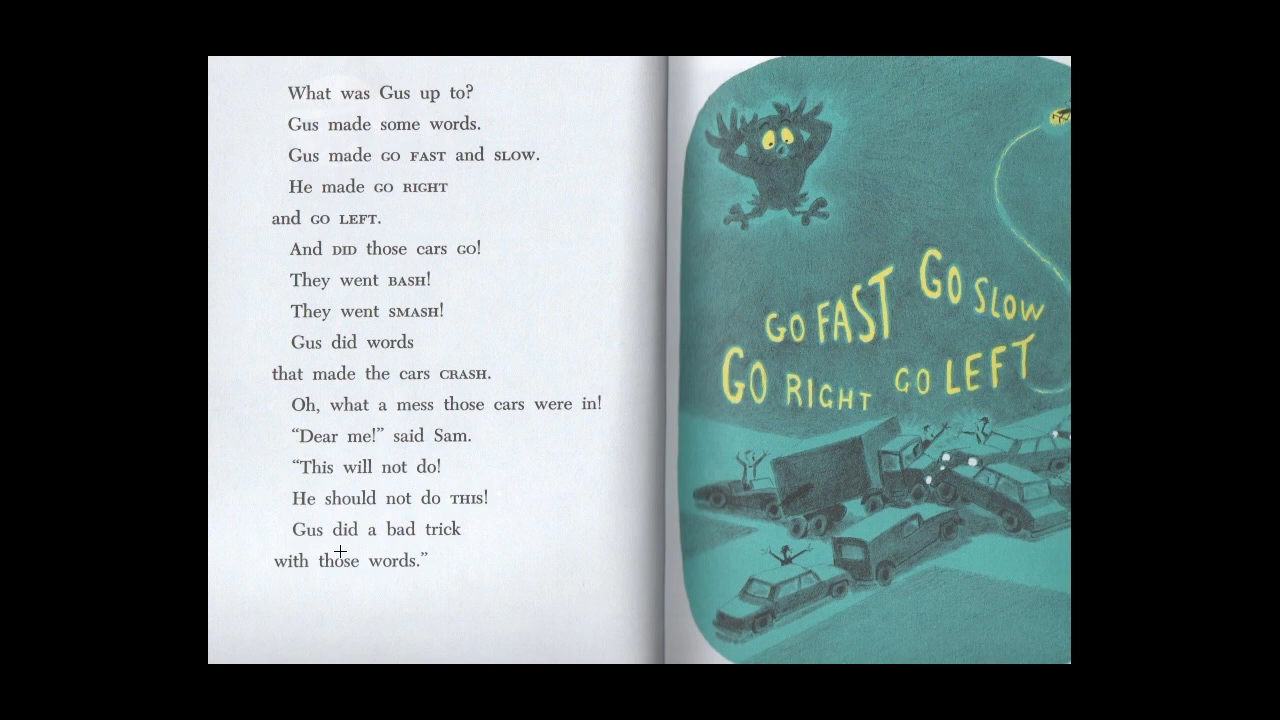 What was Gus up to?
Gus made some words.
Gus made GO FAST and SLOW.
He made GO RIGHT
and GO LEFT.
And DID those cars GO!
They went BASH!
They went SMASH!
Gus did words
that made the cars CRASH.
Oh, what a mess those cars were in!
“Dear me!” said Sam.
“This will not do!
He should not do THIS!
Gus did a bad trick
with those words.”
GO FAST
GO SLOW
GO RIGHT
GO LEFT